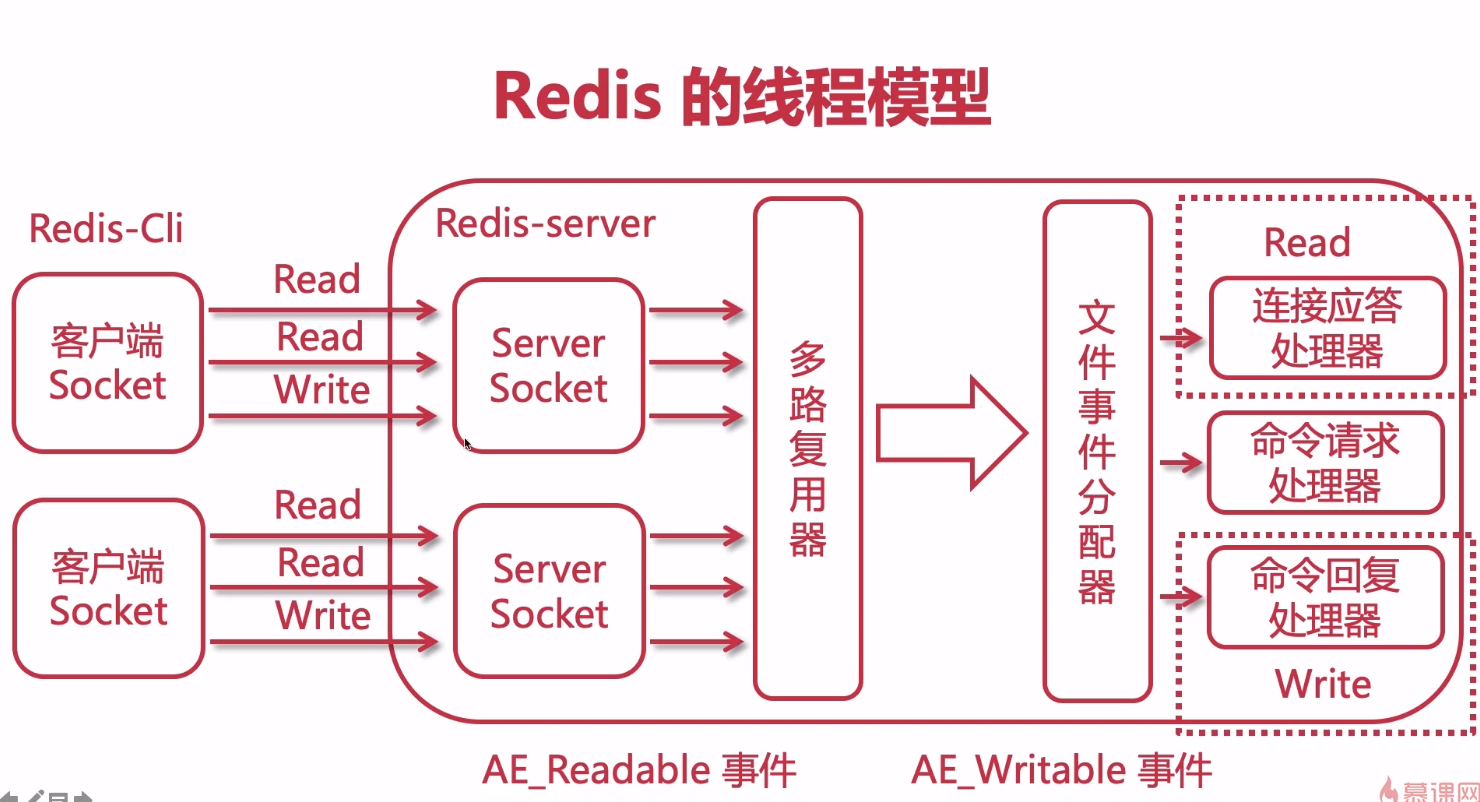 Redis 的线程模型
Redis-Cli
Redis-server
客户端
Socket
Read
Read
Write
Server
Socket
客户端
Socket
Read
Read
Write
Server
Socket
多路复用器
文件事件分配器
Read
连接应答
处理器
命令请求
处理器
命令回复
处理器
Write
AE_Readable 事件
AE_Writable 事件
慕课网